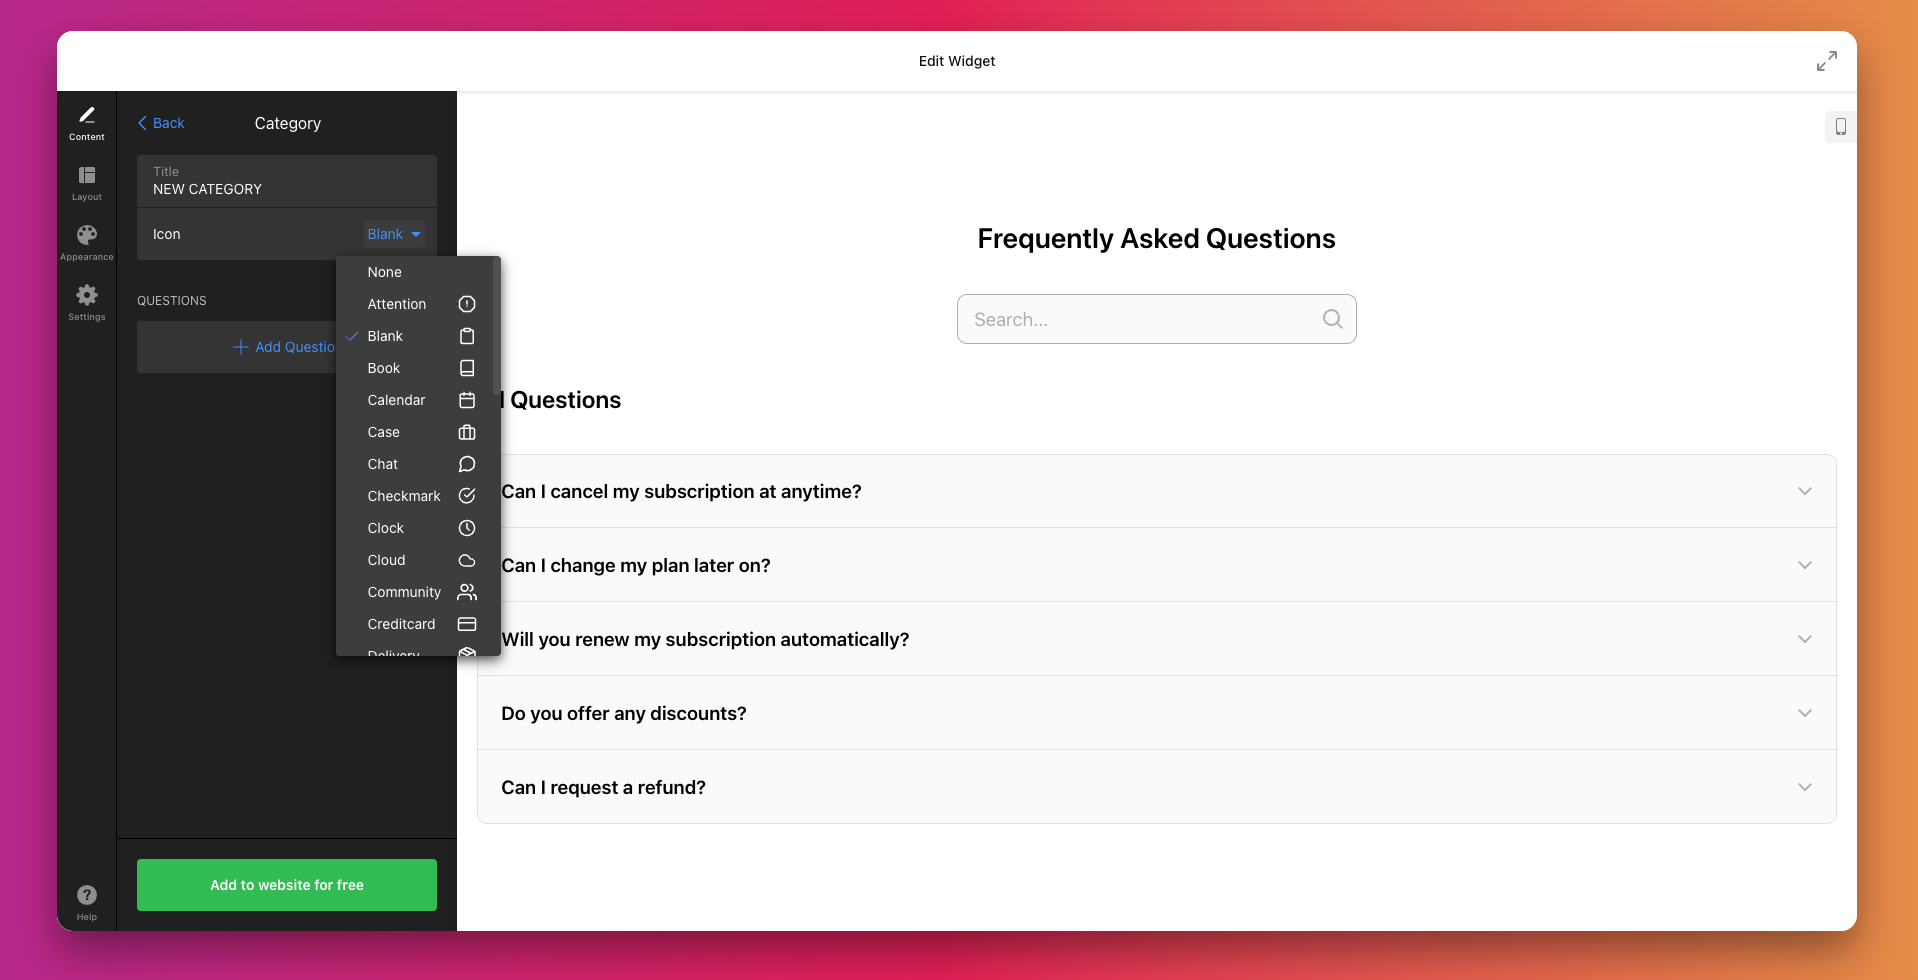 Edit Widget
Content
Layout
Appearance
Settings
Help
Back
Category
Title
NEW CATEGORY
Icon
Blank
QUESTIONS
Add Questio
None
Attention
Blank
Book
Calendar
Case
Chat
Checkmark
Clock
Cloud
Community
Creditcard
Delivery
Add to website for free
Frequently Asked Questions
Search...
Questions
Can I cancel my subscription at anytime?
Can I change my plan later on?
Will you renew my subscription automatically?
Do you offer any discounts?
Can I request a refund?